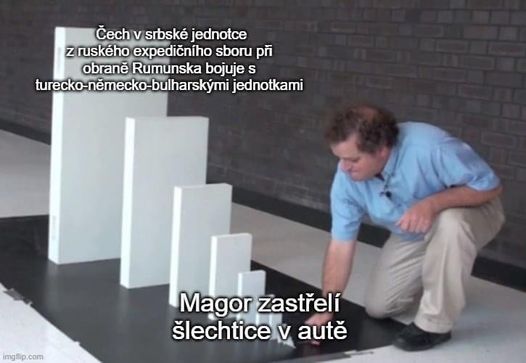 Čech v srbské jednotce
z ruského expedičního sboru při
obraně Rumunska bojuje s
turecko-německo-bulharskými jednotkami
Magor zastřelí
šlechtice v autě
imgflip.com